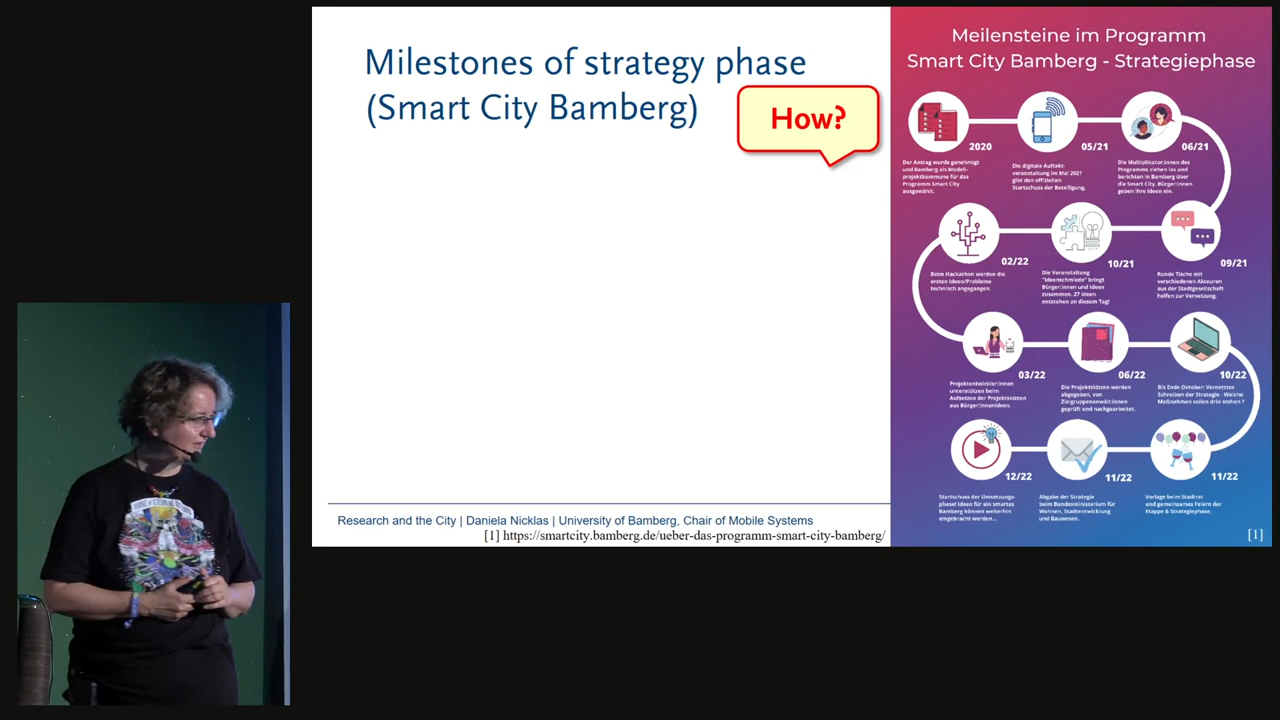 Milestones of strategy phase
(Smart City Bamberg)
How?
Meilensteine im Programm
Smart City Bamberg - Strategiephase
2020
Der Antrag wurde genehmigt
und Bamberg als Modell-
projektkommune für das
Programm Smart City
ausgewählt.
05/21
Die digitale Auftakt-
veranstaltung im Mai 2021
gibt den offiziellen
Startschuss der Beteiligung.
06/21
Die Multiplikator:innen des
Programms ziehen los und
berichten in Bamberg über
die Smart City. Bürger:innen
geben ihre Ideen ein.
02/22
Beim Hackathon werden die
ersten Ideen/Probleme
technisch angegangen.
10/21
Die Veranstaltung
"Ideenschmiede" bringt
Bürger:innen und Ideen
zusammen. 27 Ideen
entstehen an diesem Tag!
09/21
Runde Tische mit
verschiedenen Akteuren
aus der Stadtgesellschaft
helfen zur Vernetzung.
03/22
Projektentwickler:innen
unterstützen beim
Aufsetzen der Projektskizzen
aus Bürger:innenideen.
06/22
Die Projektskizzen werden
abgegeben, von
Zielgruppenanwält:innen
geprüft und nachgearbeitet.
10/22
Bis Ende Oktober: Vernetztes
Schreiben der Strategie - Welche
Maßnahmen sollen drin stehen ?
12/22
Startschuss der Umsetzungs-
phase! Ideen für ein smartes
Bamberg können weiterhin
eingebracht werden...
11/22
Abgabe der Strategie
beim Bundesministerium für
Wohnen, Stadtentwicklung
und Bauwesen.
11/22
Vorlage beim Stadtrat
und gemeinsames Feiern der
Etappe & Strategiephase.
Research and the City | Daniela Nicklas | University of Bamberg, Chair of Mobile Systems
[1] https://smartcity.bamberg.de/ueber-das-programm-smart-city-bamberg/
[1]